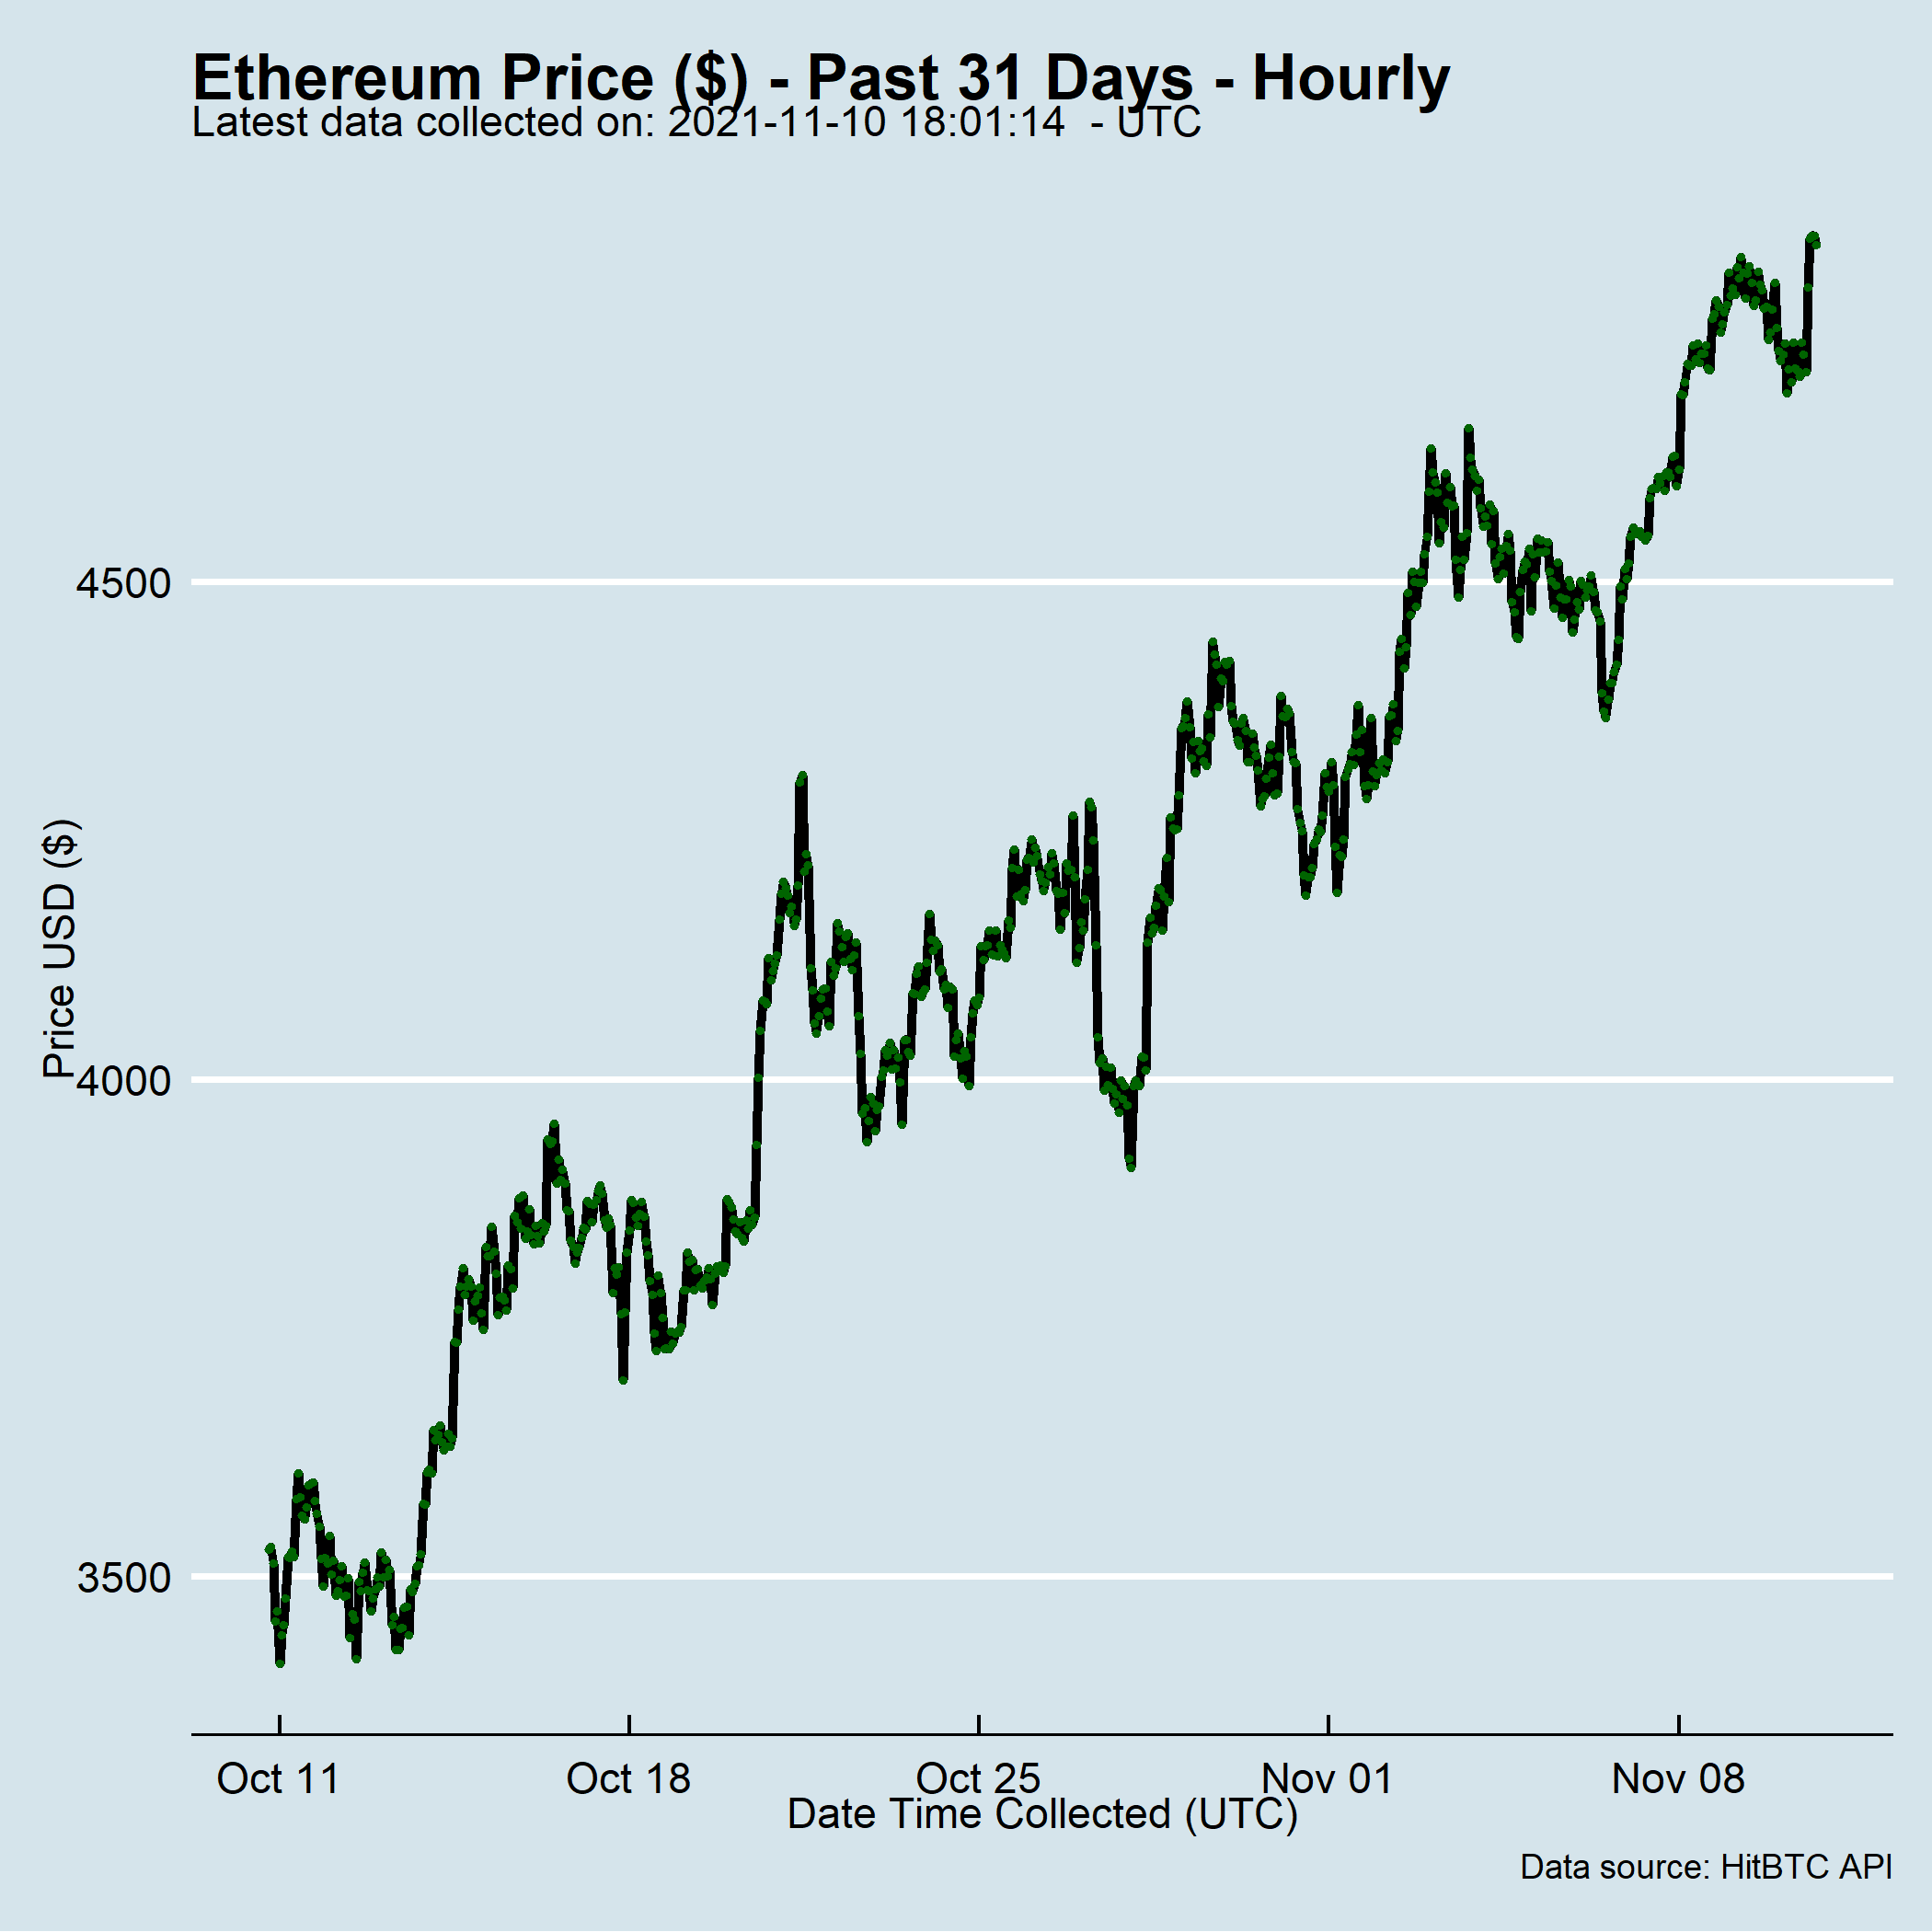 Ethereum Price ($) - Past 31 Days - Hourly
Latest data collected on: 2021-11-10 18:01:14  - UTC
Price USD ($)
4500
4000
3500
Oct 11
Oct 18
Oct 25
Nov 01
Nov 08
Date Time Collected (UTC)
Data source: HitBTC API